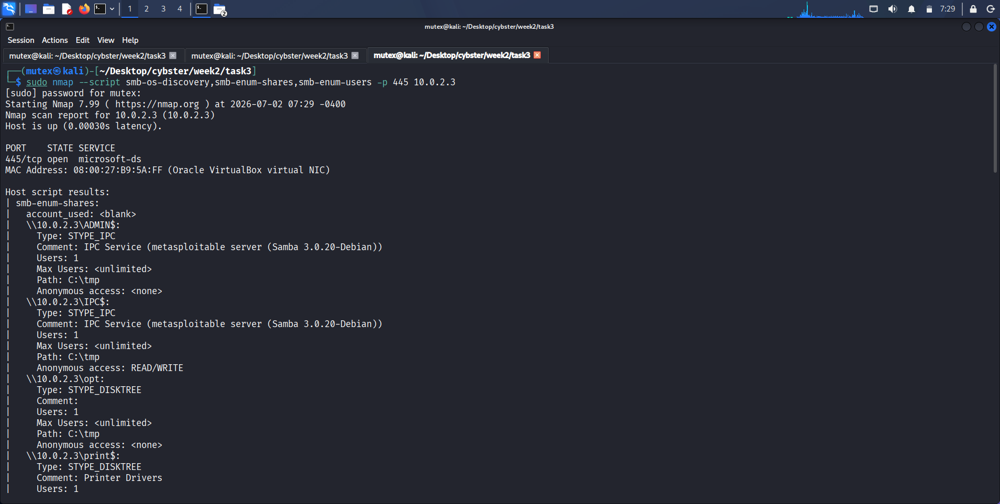 1 2 3 4 2 7:29
mutex@kali: ~/Desktop/cybster/week2/task3
Session Actions Edit View Help
mutex@kali: ~/Desktop/cybster/week2/task3 mutex@kali: ~/Desktop/cybster/week2/task3 mutex@kali: ~/Desktop/cybster/week2/task3
┌──(mutex㉿kali)-[~/Desktop/cybster/week2/task3]
└─$ sudo nmap --script smb-os-discovery,smb-enum-shares,smb-enum-users -p 445 10.0.2.3
[sudo] password for mutex:
Starting Nmap 7.99 ( https://nmap.org ) at 2026-07-02 07:29 -0400
Nmap scan report for 10.0.2.3 (10.0.2.3)
Host is up (0.00030s latency).
PORT    STATE SERVICE
445/tcp open  microsoft-ds
MAC Address: 08:00:27:B9:5A:FF (Oracle VirtualBox virtual NIC)
Host script results:
| smb-enum-shares:
|   account_used: <blank>
|   \\10.0.2.3\ADMIN$:
|     Type: STYPE_IPC
|     Comment: IPC Service (metasploitable server (Samba 3.0.20-Debian))
|     Users: 1
|     Max Users: <unlimited>
|     Path: C:\tmp
|     Anonymous access: <none>
|   \\10.0.2.3\IPC$:
|     Type: STYPE_IPC
|     Comment: IPC Service (metasploitable server (Samba 3.0.20-Debian))
|     Users: 1
|     Max Users: <unlimited>
|     Path: C:\tmp
|     Anonymous access: READ/WRITE
|   \\10.0.2.3\opt:
|     Type: STYPE_DISKTREE
|     Comment:
|     Users: 1
|     Max Users: <unlimited>
|     Path: C:\tmp
|     Anonymous access: <none>
|   \\10.0.2.3\print$:
|     Type: STYPE_DISKTREE
|     Comment: Printer Drivers
|     Users: 1